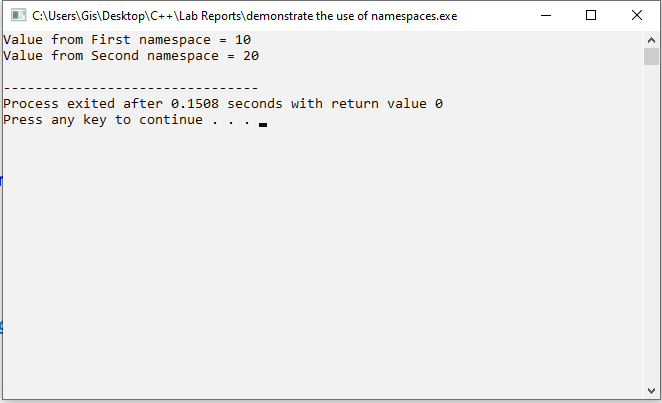 C:\Users\Gis\Desktop\C++\Lab Reports\demonstrate the use of namespaces.exe
Value from First namespace = 10
Value from Second namespace = 20
--------------------------------
Process exited after 0.1508 seconds with return value 0
Press any key to continue . . .